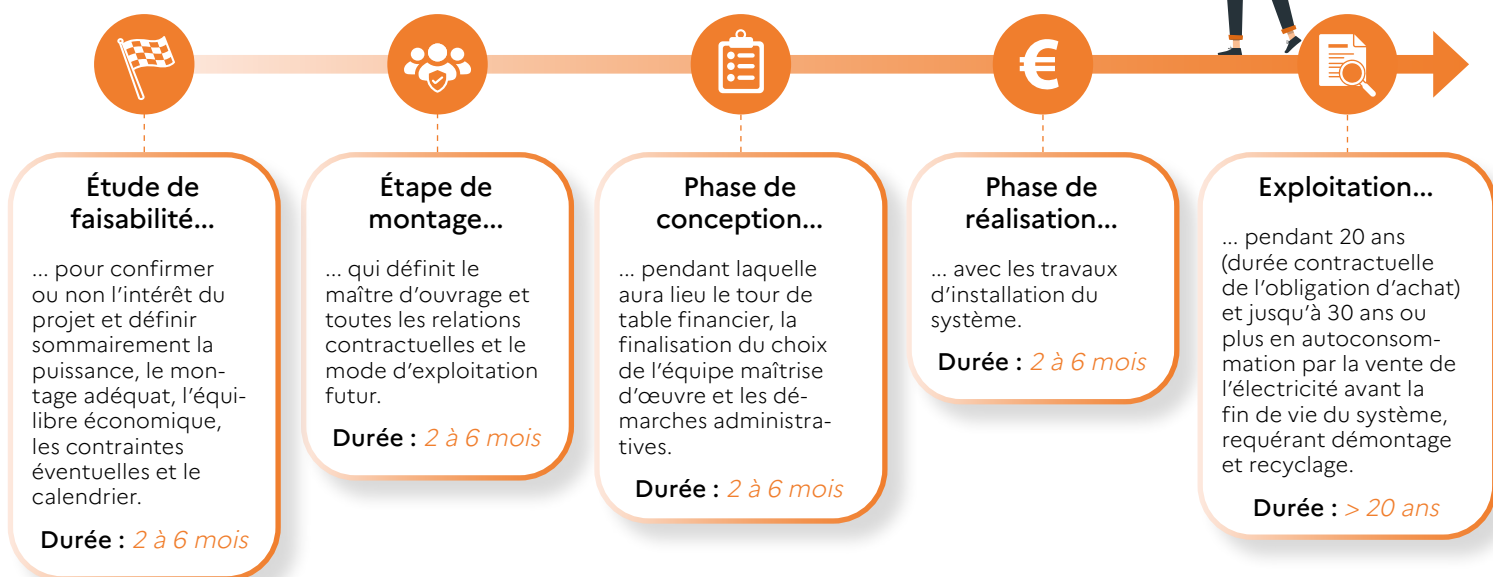 Étude de
faisabilité...
... pour confirmer
ou non l’intérêt du
projet et définir
sommairement la
puissance, le mon-
tage adéquat, l’équi-
libre économique,
les contraintes
éventuelles et le
calendrier.
Durée : 2 à 6 mois
Étape de
montage...
... qui définit le
maître d’ouvrage et
toutes les relations
contractuelles et le
mode d’exploitation
futur.
Durée : 2 à 6 mois
Phase de
conception...
... pendant laquelle
aura lieu le tour de
table financier, la
finalisation du choix
de l’équipe maîtrise
d’œuvre et les dé-
marches administra-
tives.
Durée : 2 à 6 mois
€
Phase de
réalisation...
... avec les travaux
d’installation du
système.
Durée : 2 à 6 mois
Exploitation...
... pendant 20 ans
(durée contractuelle
de l’obligation d’achat)
et jusqu’à 30 ans ou
plus en autoconsom-
mation par la vente de
l’électricité avant la
fin de vie du système,
requérant démontage
et recyclage.
Durée : > 20 ans